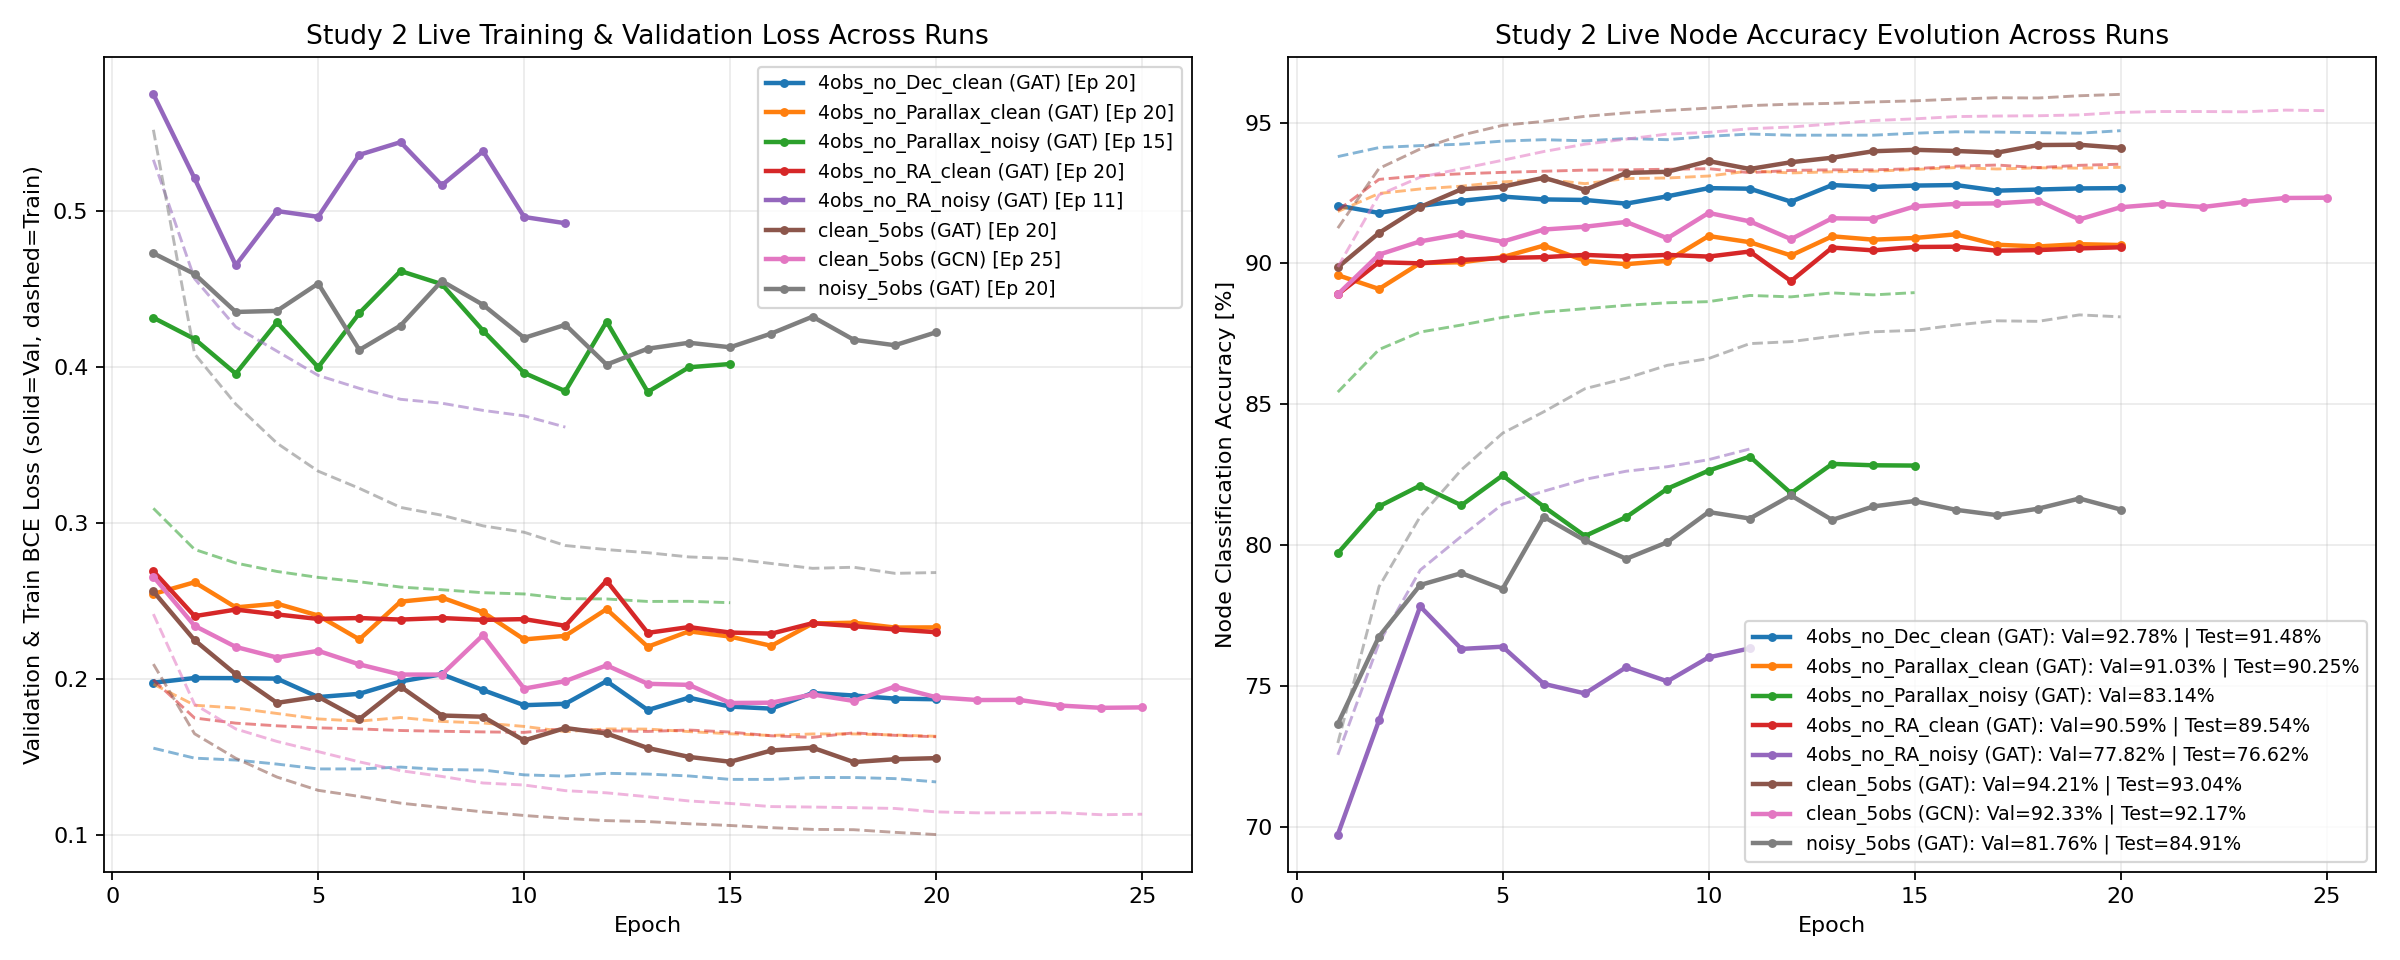 Study 2 Live Training & Validation Loss Across Runs
Validation & Train BCE Loss (solid=Val, dashed=Train)
0.5
0.4
0.3
0.2
0.1
4obs_no_Dec_clean (GAT) [Ep 20]
4obs_no_Parallax_clean (GAT) [Ep 20]
4obs_no_Parallax_noisy (GAT) [Ep 15]
4obs_no_RA_clean (GAT) [Ep 20]
4obs_no_RA_noisy (GAT) [Ep 11]
clean_5obs (GAT) [Ep 20]
clean_5obs (GCN) [Ep 25]
noisy_5obs (GAT) [Ep 20]
0 5 10 15 20 25
Epoch
Study 2 Live Node Accuracy Evolution Across Runs
Node Classification Accuracy [%]
95
90
85
80
75
70
4obs_no_Dec_clean (GAT): Val=92.78% | Test=91.48%
4obs_no_Parallax_clean (GAT): Val=91.03% | Test=90.25%
4obs_no_Parallax_noisy (GAT): Val=83.14%
4obs_no_RA_clean (GAT): Val=90.59% | Test=89.54%
4obs_no_RA_noisy (GAT): Val=77.82% | Test=76.62%
clean_5obs (GAT): Val=94.21% | Test=93.04%
clean_5obs (GCN): Val=92.33% | Test=92.17%
noisy_5obs (GAT): Val=81.76% | Test=84.91%
0 5 10 15 20 25
Epoch